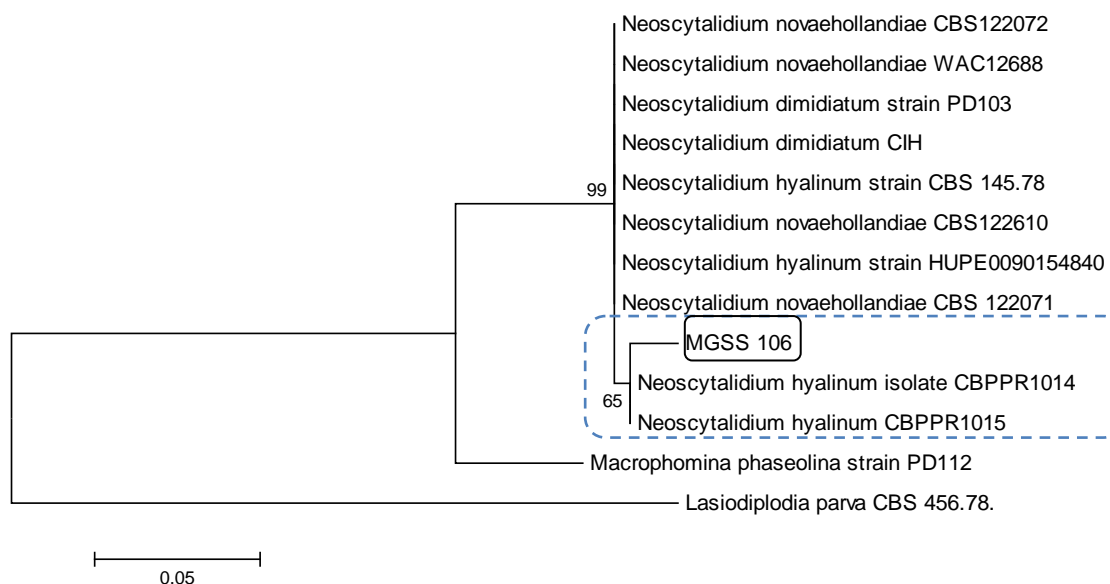 Neoscytalidium novaehollandiae CBS122072
Neoscytalidium novaehollandiae WAC12688
Neoscytalidium dimidiatum strain PD103
Neoscytalidium dimidiatum CIH
99
Neoscytalidium hyalinum strain CBS 145.78
Neoscytalidium novaehollandiae CBS122610
Neoscytalidium hyalinum strain HUPE0090154840
Neoscytalidium novaehollandiae CBS 122071
MGSS 106
Neoscytalidium hyalinum isolate CBPPR1014
65
Neoscytalidium hyalinum CBPPR1015
Macrophomina phaseolina strain PD112
Lasiodiplodia parva CBS 456.78.
0.05